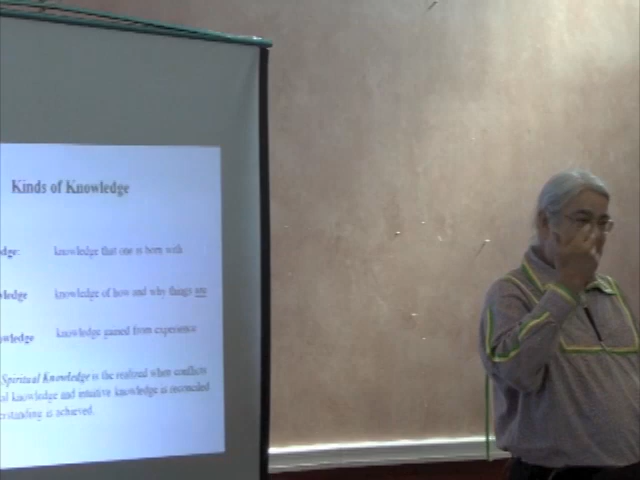 Kinds of Knowledge
dge: knowledge that one is born with
wledge knowledge of how and why things are
wledge knowledge gained from experience
Spiritual Knowledge is the realized when conflicts
al knowledge and intuitive knowledge is reconciled
erstanding is achieved.